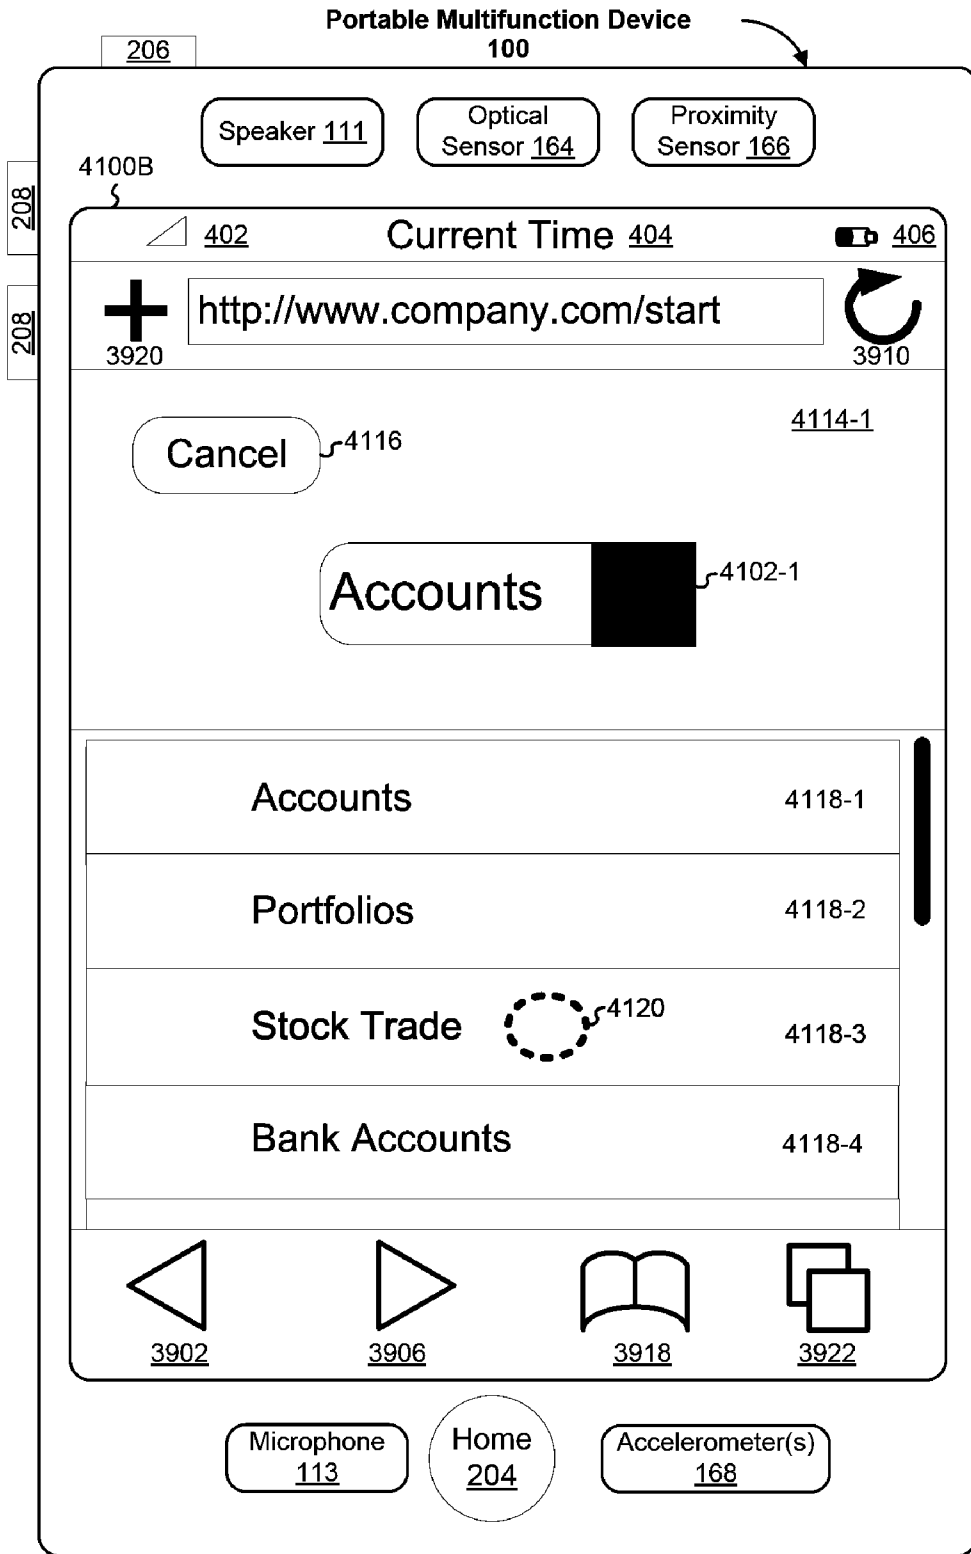 Portable Multifunction Device
100
206
Speaker 111
Optical
Sensor 164
Proximity
Sensor 166
208
4100B
402
Current Time 404
406
208
http://www.company.com/start
3920
3910
4114-1
Cancel
4116
Accounts
4102-1
Accounts
4118-1
Portfolios
4118-2
Stock Trade
4120
4118-3
Bank Accounts
4118-4
3902
3906
3918
3922
Microphone
113
Home
204
Accelerometer(s)
168